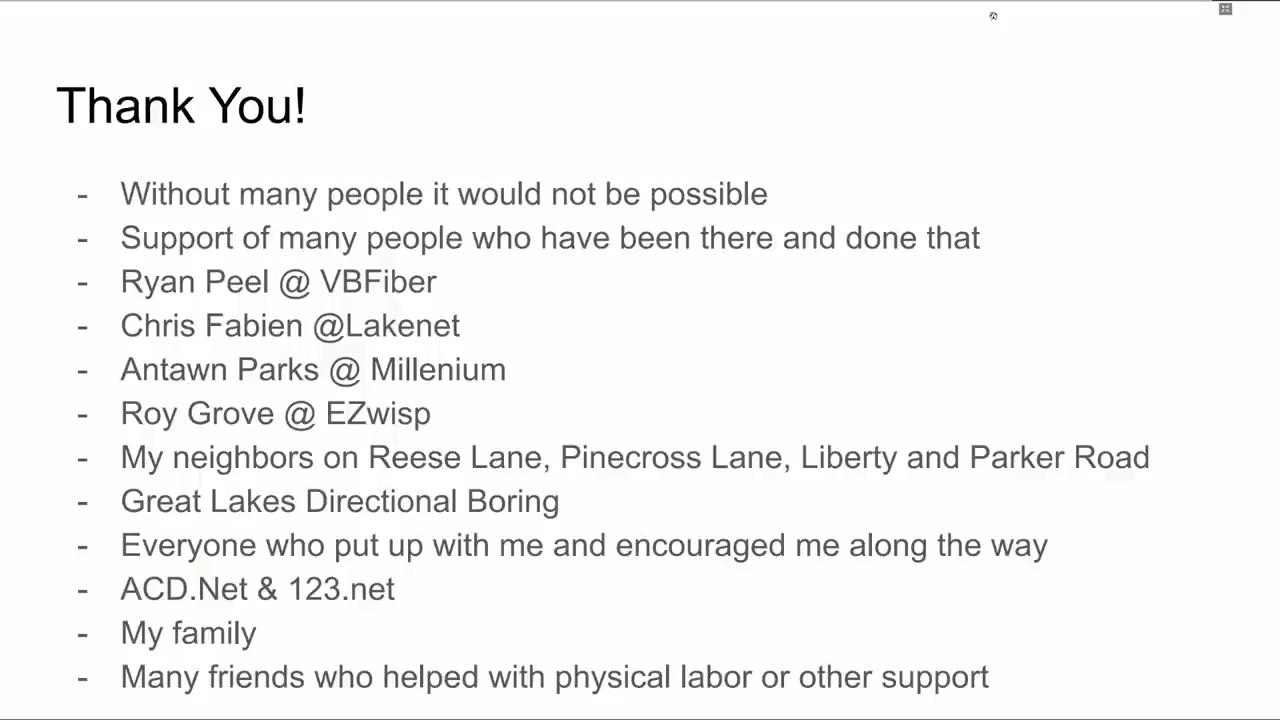 Thank You!
- Without many people it would not be possible
- Support of many people who have been there and done that
- Ryan Peel @ VBFiber
- Chris Fabien @Lakenet
- Antawn Parks @ Millenium
- Roy Grove @ EZwisp
- My neighbors on Reese Lane, Pinecross Lane, Liberty and Parker Road
- Great Lakes Directional Boring
- Everyone who put up with me and encouraged me along the way
- ACD.Net & 123.net
- My family
- Many friends who helped with physical labor or other support